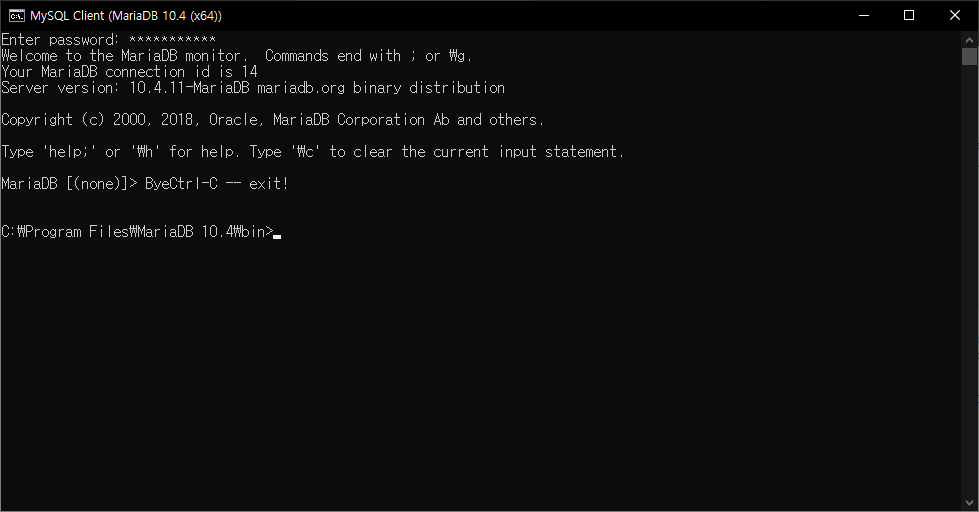 MySQL Client (MariaDB 10.4 (x64))
Enter password: ***********
Welcome to the MariaDB monitor.  Commands end with ; or ₩g.
Your MariaDB connection id is 14
Server version: 10.4.11-MariaDB mariadb.org binary distribution
Copyright (c) 2000, 2018, Oracle, MariaDB Corporation Ab and others.
Type 'help;' or '₩h' for help. Type '₩c' to clear the current input statement.
MariaDB [(none)]> ByeCtrl-C -- exit!
C:₩Program Files₩MariaDB 10.4₩bin>